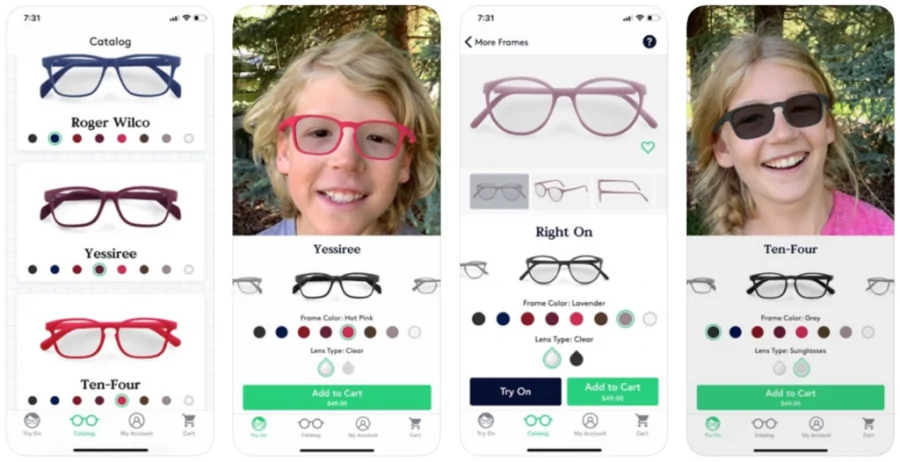 7:31
Catalog
Roger Wilco
Yessiree
Ten-Four
Try On
Catalog
My Account
Cart
Yessiree
Frame Color: Hot Pink
Lens Type: Clear
Add to Cart
$49.00
Try On
Catalog
My Account
Cart
7:31
More Frames
?
Right On
Frame Color: Lavender
Lens Type: Clear
Try On
Add to Cart
$49.00
Try On
Catalog
My Account
Cart
Ten-Four
Frame Color: Grey
Lens Type: Sunglasses
Add to Cart
$49.00
Try On
Catalog
My Account
Cart